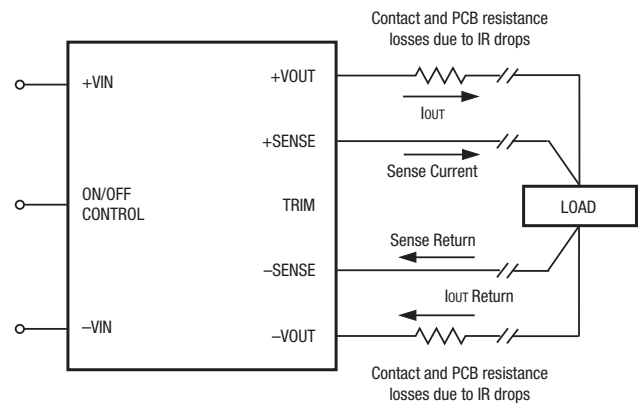 Contact and PCB resistance
losses due to IR drops
+VOUT
+VIN
IOUT
+SENSE
Sense Current
ON/OFF
CONTROL
TRIM
LOAD
Sense Return
–SENSE
IOUT Return
–VIN
–VOUT
Contact and PCB resistance
losses due to IR drops